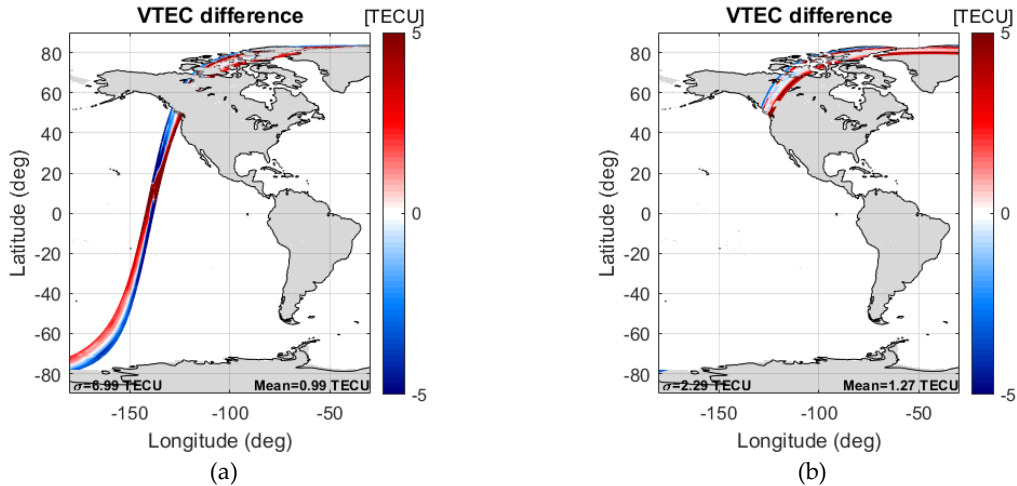 VTEC difference
[TECU]
80
60
40
20
0
-20
-40
-60
-80
Latitude (deg)
σ=6.99 TECU
Mean=0.99 TECU
-150
-100
-50
Longitude (deg)
5
0
-5
(a)
VTEC difference
[TECU]
80
60
40
20
0
-20
-40
-60
-80
Latitude (deg)
σ=2.29 TECU
Mean=1.27 TECU
-150
-100
-50
Longitude (deg)
5
0
-5
(b)